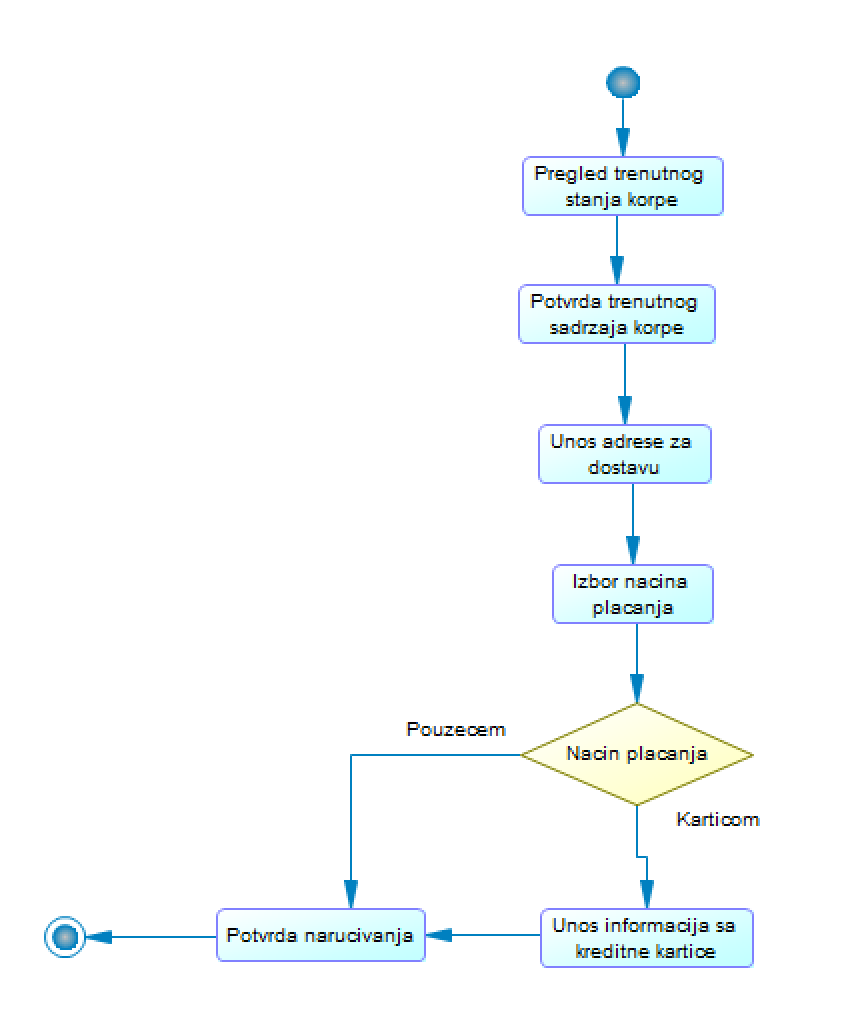 Pregled trenutnog
stanja korpe
Potvrda trenutnog
sadrzaja korpe
Unos adrese za
dostavu
Izbor nacina
placanja
Pouzecem
Nacin placanja
Karticom
Potvrda narucivanja
Unos informacija sa
kreditne kartice